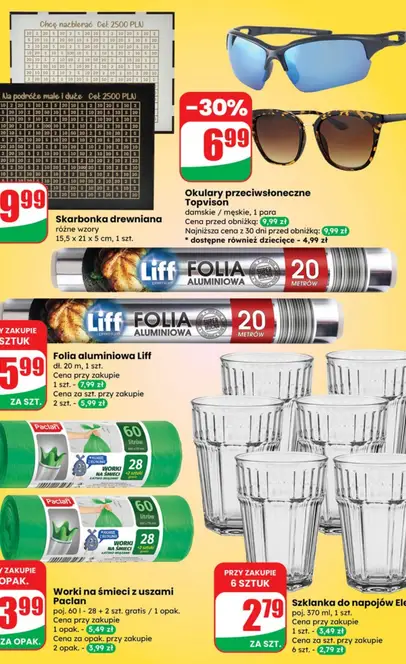 Chcę nazbierać Cel 2500 PLN
Na podróże małe i duże Cel 2500 PLN
9.99
Skarbonka drewniana
różne wzory
15,5 x 21 x 5 cm, 1 szt.
-30%
6.99
Okulary przeciwsłoneczne
Topvison
damskie / męskie, 1 para
Cena przed obniżką: 9,99 zł
Najniższa cena z 30 dni przed obniżką: 9,99 zł
* dostępne również dziecięce - 4,99 zł
Liff FOLIA
ALUMINIOWA
20
METRÓW
Liff FOLIA
ALUMINIOWA
20
METRÓW
ZAKUPIE
SZTUK
5.99
ZA SZT.
Folia aluminiowa Liff
dł. 20 m, 1 szt.
Cena przy zakupie
1 szt. - 7,99 zł
Cena za szt. przy zakupie
2 szt. - 5,99 zł
Paclan
60
WORKI
NA ŚMIECI
28
Paclan
60
WORKI
NA ŚMIECI
28
ZAKUPIE
OPAK.
3.99
ZA OPAK.
Worki na śmieci z uszami
Paclan
poj. 60 l - 28 + 2 szt. gratis / 1 opak.
Cena przy zakupie
1 opak. - 5,49 zł
Cena za opak. przy zakupie
2 opak. - 3,99 zł
PRZY ZAKUPIE
6 SZTUK
2.79
ZA SZT.
Szklanka do napojów Ele
poj. 370 ml, 1 szt.
Cena przy zakupie
1 szt. - 3,49 zł
Cena za szt. przy zakupie
6 szt. - 2,79 zł